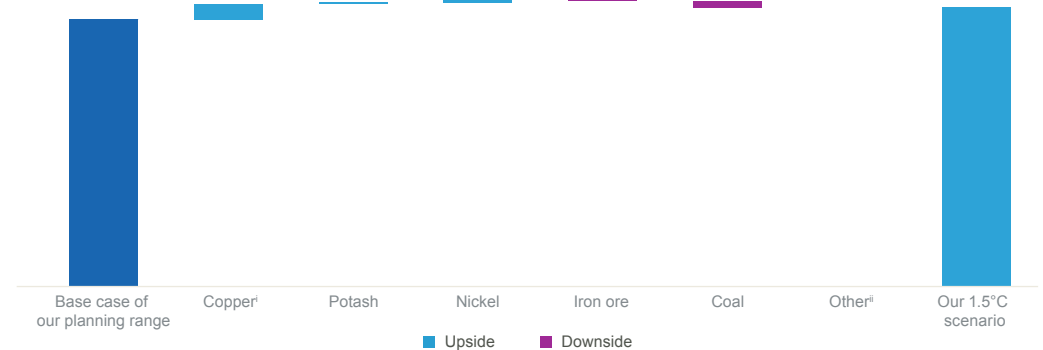 Base case of
our planning range
Copperⁱ
Potash
Nickel
Iron ore
Coal
Otherⁱⁱ
Our 1.5°C
scenario
Upside
Downside